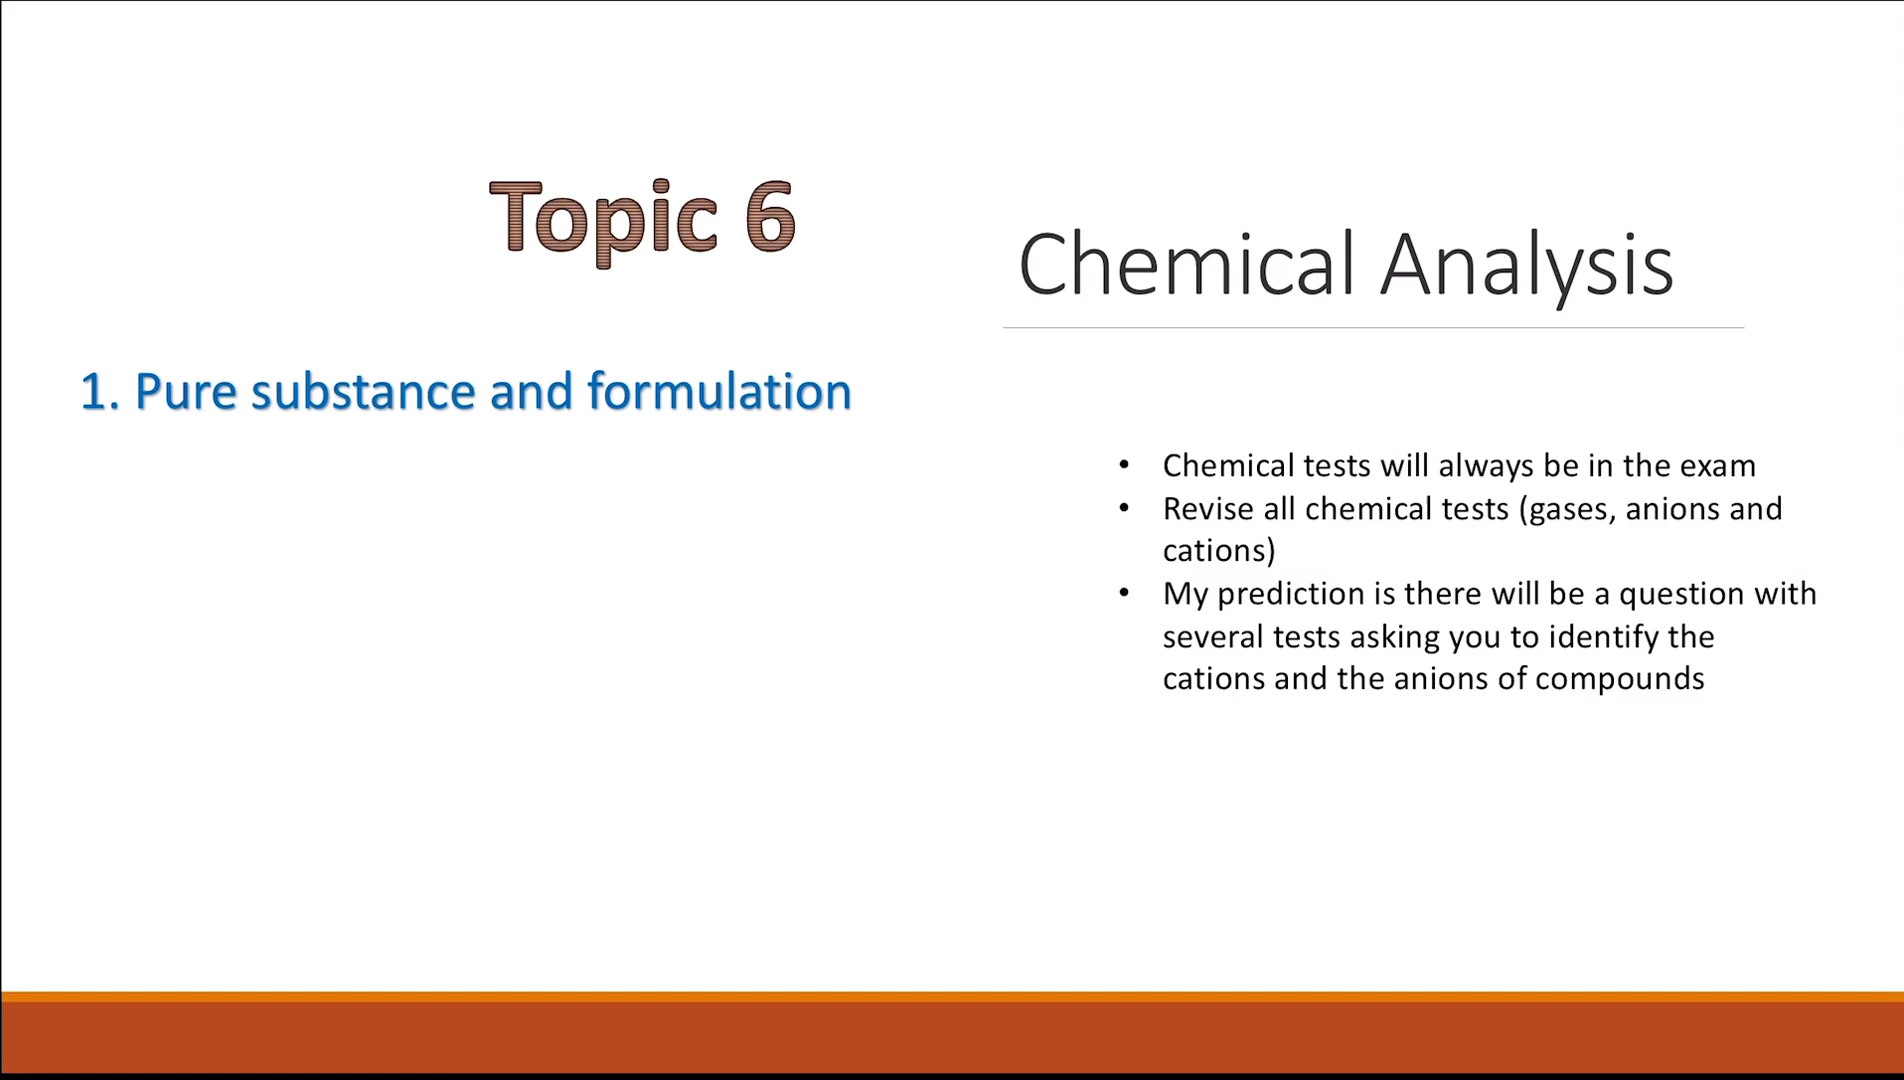 Topic 6
Chemical Analysis
1. Pure substance and formulation
• Chemical tests will always be in the exam
• Revise all chemical tests (gases, anions and
cations)
• My prediction is there will be a question with
several tests asking you to identify the
cations and the anions of compounds